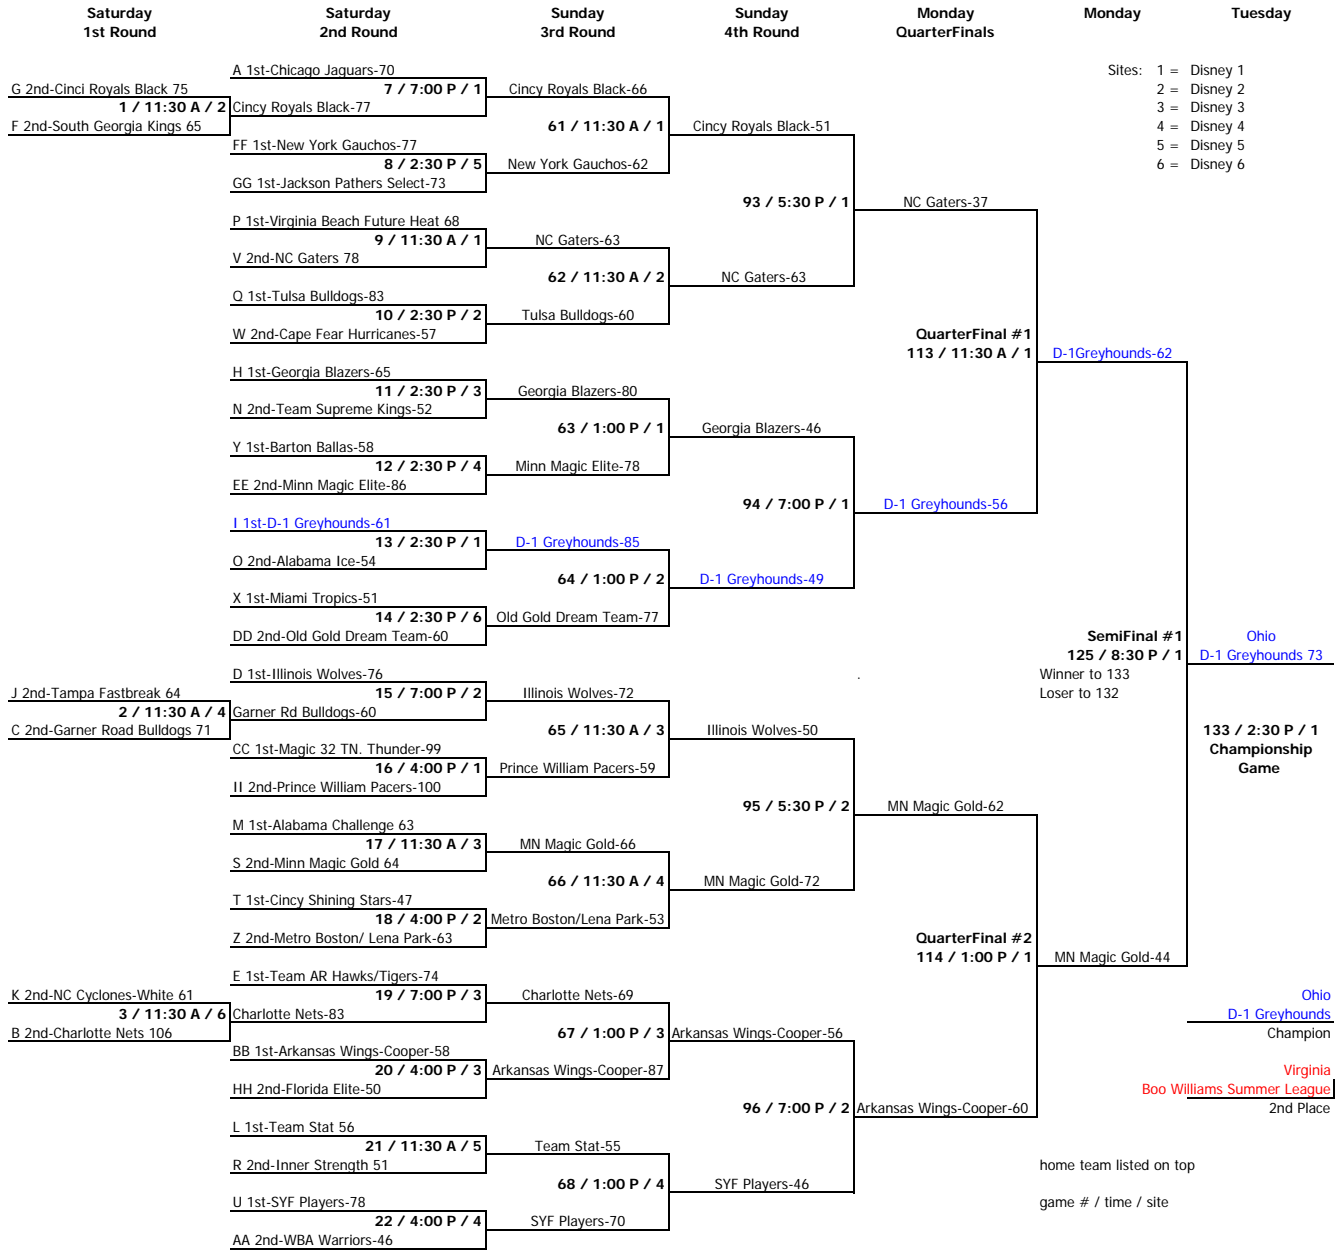 Saturday Saturday Sunday Sunday Monday Monday Tuesday
1st Round 2nd Round 3rd Round 4th Round QuarterFinals
A 1st-Chicago Jaguars-70 Sites: 1 = Disney 1
G 2nd-Cinci Royals Black 75 7 / 7:00 P / 1 Cincy Royals Black-66 2 = Disney 2
1 / 11:30 A / 2 Cincy Royals Black-77 3 = Disney 3
F 2nd-South Georgia Kings 65 61 / 11:30 A / 1 Cincy Royals Black-51 4 = Disney 4
FF 1st-New York Gauchos-77 5 = Disney 5
8 / 2:30 P / 5 New York Gauchos-62 6 = Disney 6
GG 1st-Jackson Pathers Select-73
93 / 5:30 P / 1 NC Gaters-37
P 1st-Virginia Beach Future Heat 68
9 / 11:30 A / 1 NC Gaters-63
V 2nd-NC Gaters 78
62 / 11:30 A / 2 NC Gaters-63
Q 1st-Tulsa Bulldogs-83
10 / 2:30 P / 2 Tulsa Bulldogs-60
W 2nd-Cape Fear Hurricanes-57 QuarterFinal #1
113 / 11:30 A / 1 D-1Greyhounds-62
H 1st-Georgia Blazers-65
11 / 2:30 P / 3 Georgia Blazers-80
N 2nd-Team Supreme Kings-52
63 / 1:00 P / 1 Georgia Blazers-46
Y 1st-Barton Ballas-58
12 / 2:30 P / 4 Minn Magic Elite-78
EE 2nd-Minn Magic Elite-86
94 / 7:00 P / 1 D-1 Greyhounds-56
I 1st-D-1 Greyhounds-61
13 / 2:30 P / 1 D-1 Greyhounds-85
O 2nd-Alabama Ice-54
64 / 1:00 P / 2 D-1 Greyhounds-49
X 1st-Miami Tropics-51
14 / 2:30 P / 6 Old Gold Dream Team-77
DD 2nd-Old Gold Dream Team-60 SemiFinal #1 Ohio
125 / 8:30 P / 1 D-1 Greyhounds 73
D 1st-Illinois Wolves-76 . Winner to 133
J 2nd-Tampa Fastbreak 64 15 / 7:00 P / 2 Illinois Wolves-72 Loser to 132
2 / 11:30 A / 4 Garner Rd Bulldogs-60
C 2nd-Garner Road Bulldogs 71 65 / 11:30 A / 3 Illinois Wolves-50 133 / 2:30 P / 1
CC 1st-Magic 32 TN. Thunder-99 Championship
16 / 4:00 P / 1 Prince William Pacers-59 Game
II 2nd-Prince William Pacers-100
95 / 5:30 P / 2 MN Magic Gold-62
M 1st-Alabama Challenge 63
17 / 11:30 A / 3 MN Magic Gold-66
S 2nd-Minn Magic Gold 64
66 / 11:30 A / 4 MN Magic Gold-72
T 1st-Cincy Shining Stars-47
18 / 4:00 P / 2 Metro Boston/Lena Park-53
Z 2nd-Metro Boston/ Lena Park-63 QuarterFinal #2
114 / 1:00 P / 1 MN Magic Gold-44
E 1st-Team AR Hawks/Tigers-74
K 2nd-NC Cyclones-White 61 19 / 7:00 P / 3 Charlotte Nets-69 Ohio
3 / 11:30 A / 6 Charlotte Nets-83 D-1 Greyhounds
B 2nd-Charlotte Nets 106 67 / 1:00 P / 3 Arkansas Wings-Cooper-56 Champion
BB 1st-Arkansas Wings-Cooper-58
20 / 4:00 P / 3 Arkansas Wings-Cooper-87 Virginia
HH 2nd-Florida Elite-50 Boo Williams Summer League
96 / 7:00 P / 2 Arkansas Wings-Cooper-60 2nd Place
L 1st-Team Stat 56
21 / 11:30 A / 5 Team Stat-55
R 2nd-Inner Strength 51 home team listed on top
68 / 1:00 P / 4 SYF Players-46
U 1st-SYF Players-78 game # / time / site
22 / 4:00 P / 4 SYF Players-70
AA 2nd-WBA Warriors-46